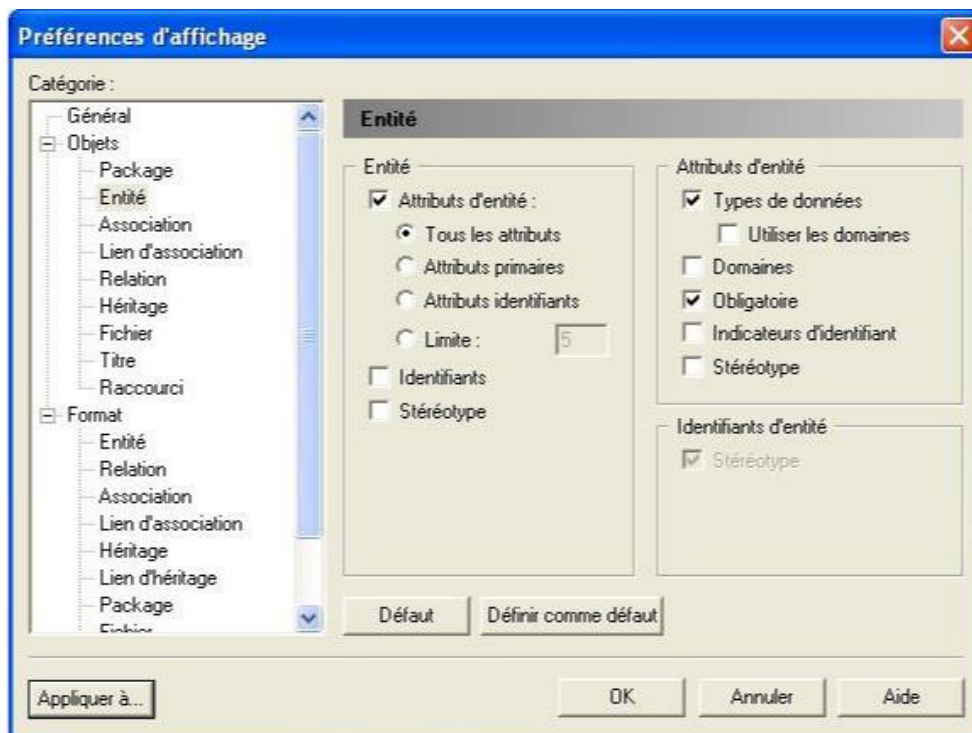 Préférences d'affichage
Catégorie :
Général
Objets
Package
Entité
Association
Lien d'association
Relation
Héritage
Fichier
Titre
Raccourci
Format
Entité
Relation
Association
Lien d'association
Héritage
Lien d'héritage
Package
Fichier
Entité
Entité
Attributs d'entité :
Tous les attributs
Attributs primaires
Attributs identifiants
Limite : 5
Identifiants
Stéréotype
Attributs d'entité
Types de données
Utiliser les domaines
Domaines
Obligatoire
Indicateurs d'identifiant
Stéréotype
Identifiants d'entité
Stéréotype
Défaut
Définir comme défaut
Appliquer à...
OK
Annuler
Aide